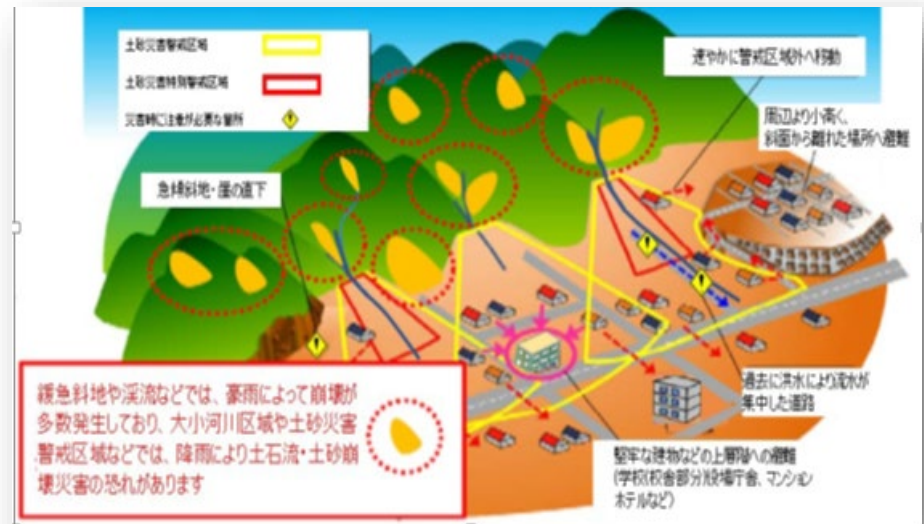 土砂災害警戒区域
土砂災害特別警戒区域
災害時に注意が必要な箇所
速やかに警戒区域外へ移動
周辺より小高く、
斜面から離れた場所へ避難
急傾斜地・崖の直下
過去に洪水により流水が
集中した道路
堅牢な建物などの上層階への避難
(学校(校舎部分)役場庁舎、マンション
ホテルなど)
緩急斜地や渓流などでは、豪雨によって崩壊が
多数発生しており、大小河川区域や土砂災害
警戒区域などでは、降雨により土石流・土砂崩
壊災害の恐れがあります